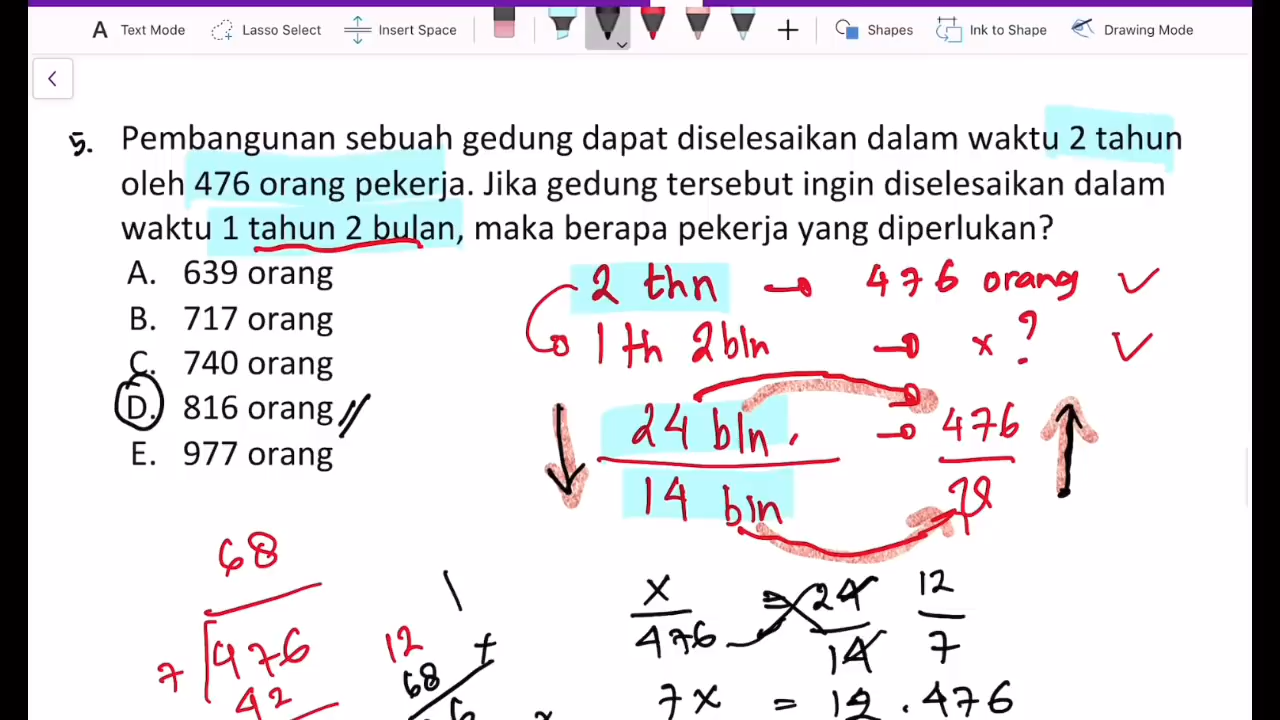 Text Mode Lasso Select Insert Space Shapes Ink to Shape Drawing Mode
5. Pembangunan sebuah gedung dapat diselesaikan dalam waktu 2 tahun
oleh 476 orang pekerja. Jika gedung tersebut ingin diselesaikan dalam
waktu 1 tahun 2 bulan, maka berapa pekerja yang diperlukan?
A. 639 orang
B. 717 orang
C. 740 orang
D. 816 orang
E. 977 orang
2 thn → 476 orang ✓
1 th 2 bln → x ? ✓
24 bln → 476
14 bln
68
7 476
42
12
68
x = 24 12
476 14 7
7x = 12 . 476